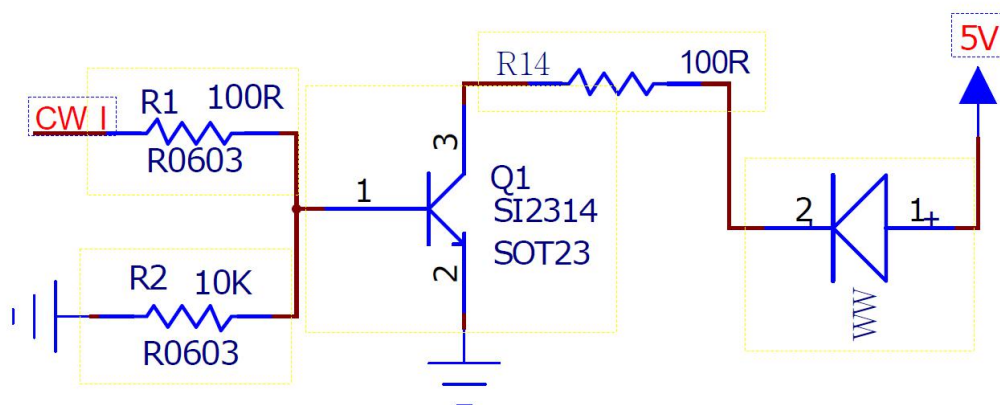 5V
R14
100R
CW I
R1
100R
R0603
3
1
Q1
SI2314
SOT23
2
2
1
+
WW
R2
10K
R0603